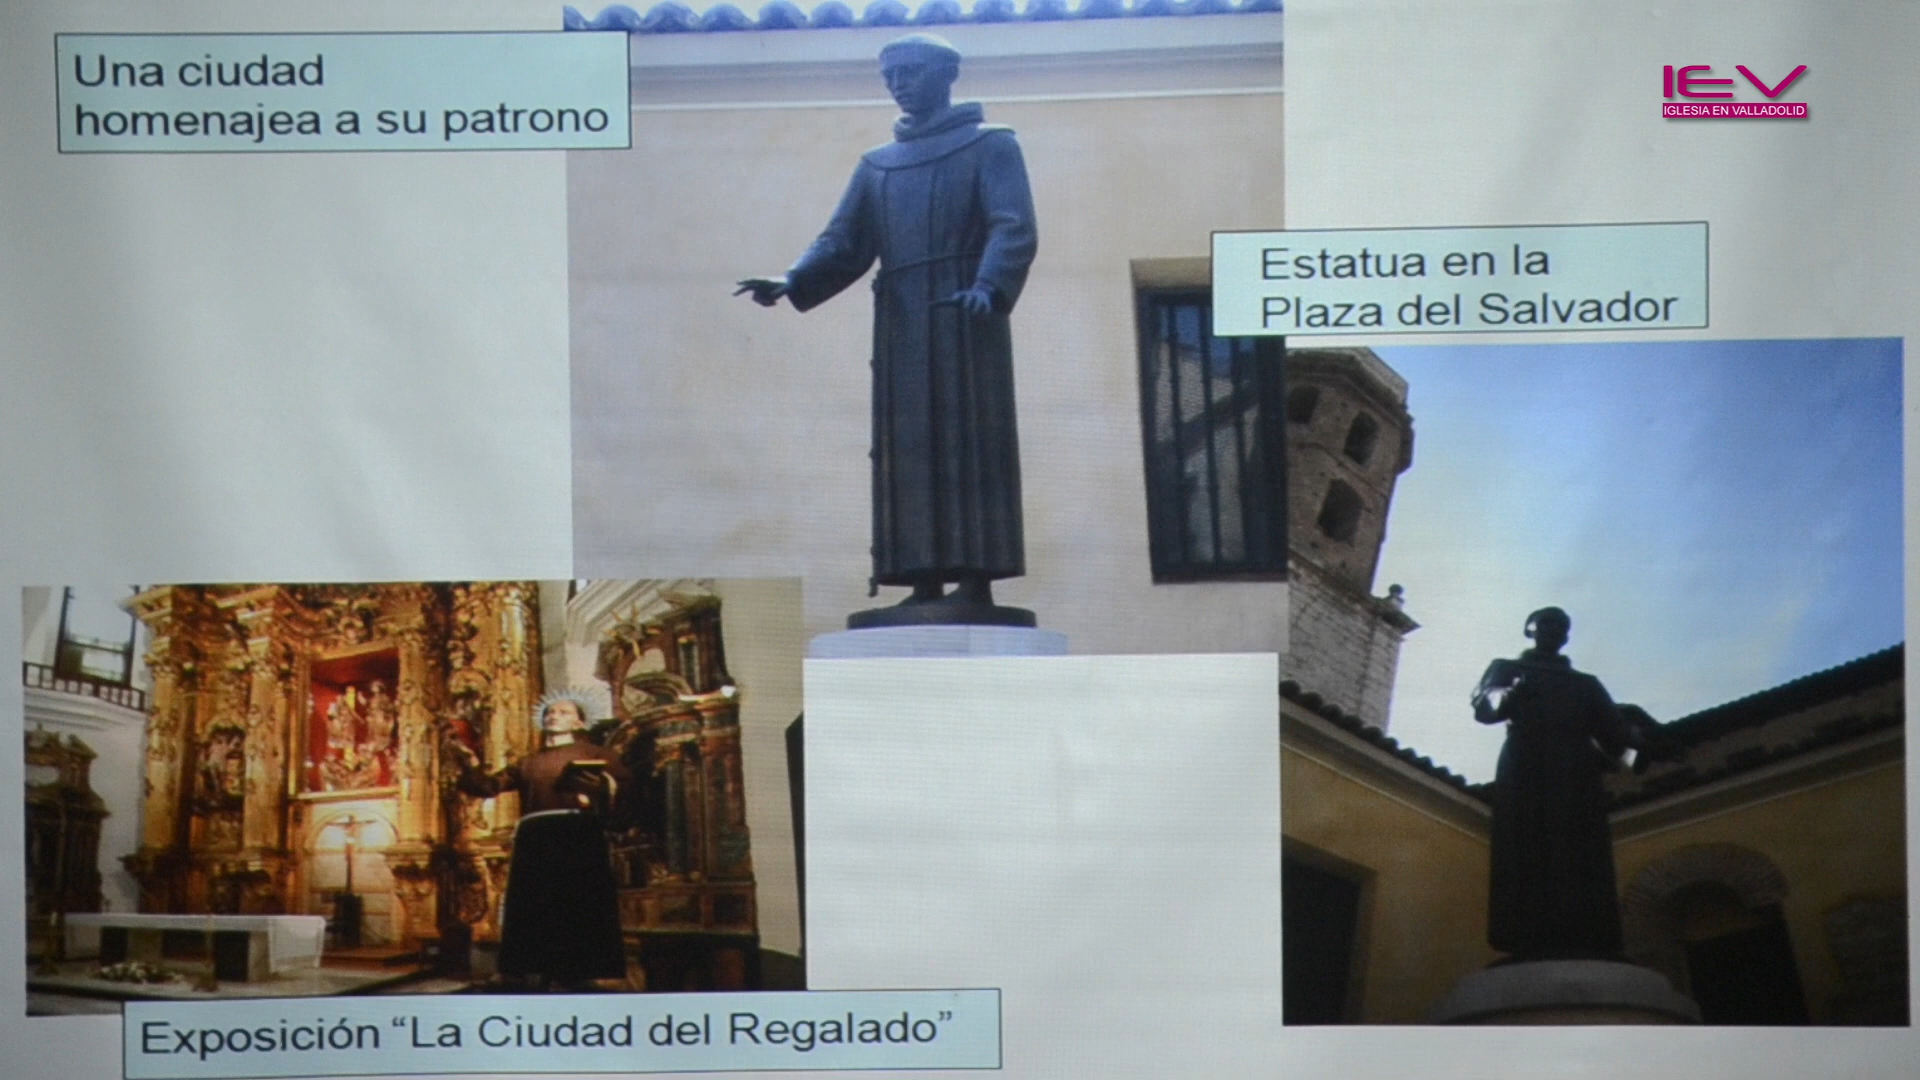 Una ciudad
homenajea a su patrono
IEV
IGLESIA EN VALLADOLID
Estatua en la
Plaza del Salvador
Exposición “La Ciudad del Regalado”